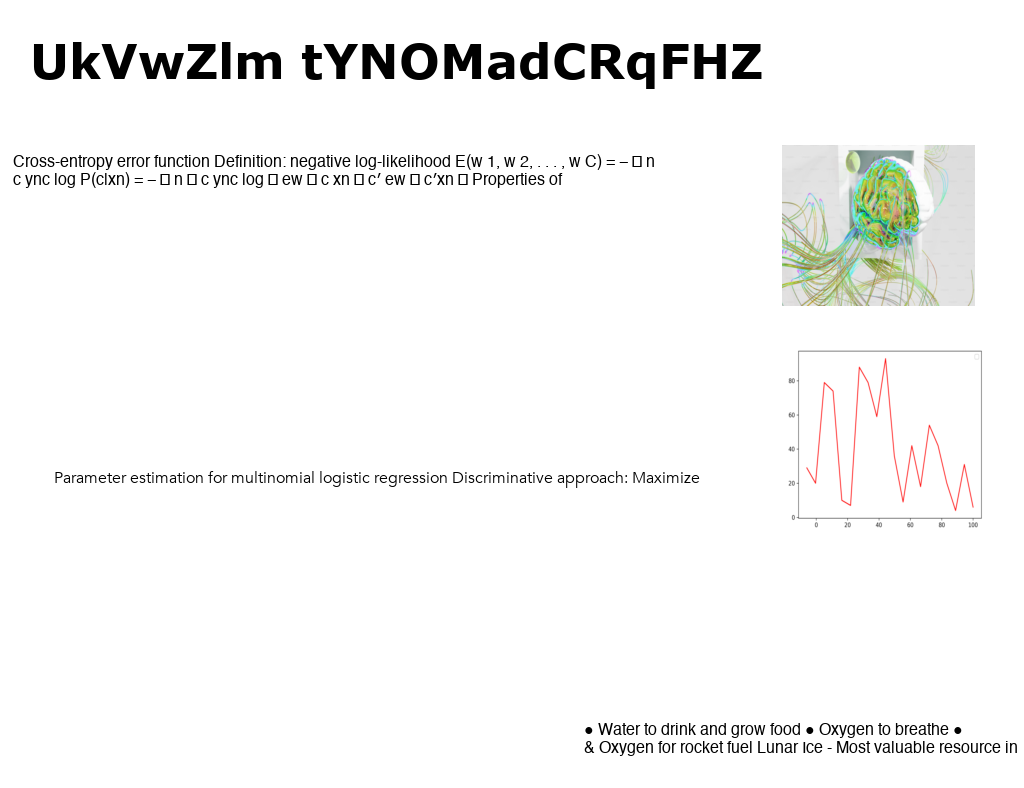 UkVwZlm tYNOMadCRqFHZ
Cross-entropy error function Definition: negative log-likelihood E(w 1, w 2, . . . , w C) = – □ n
c ync log P(c|xn) = – □ n □ c ync log □ ew □ c xn □ c′ ew □ c′xn □ Properties of
80
60
40
20
0
0 20 40 60 80 100
Parameter estimation for multinomial logistic regression Discriminative approach: Maximize
● Water to drink and grow food ● Oxygen to breathe ●
& Oxygen for rocket fuel Lunar Ice - Most valuable resource in